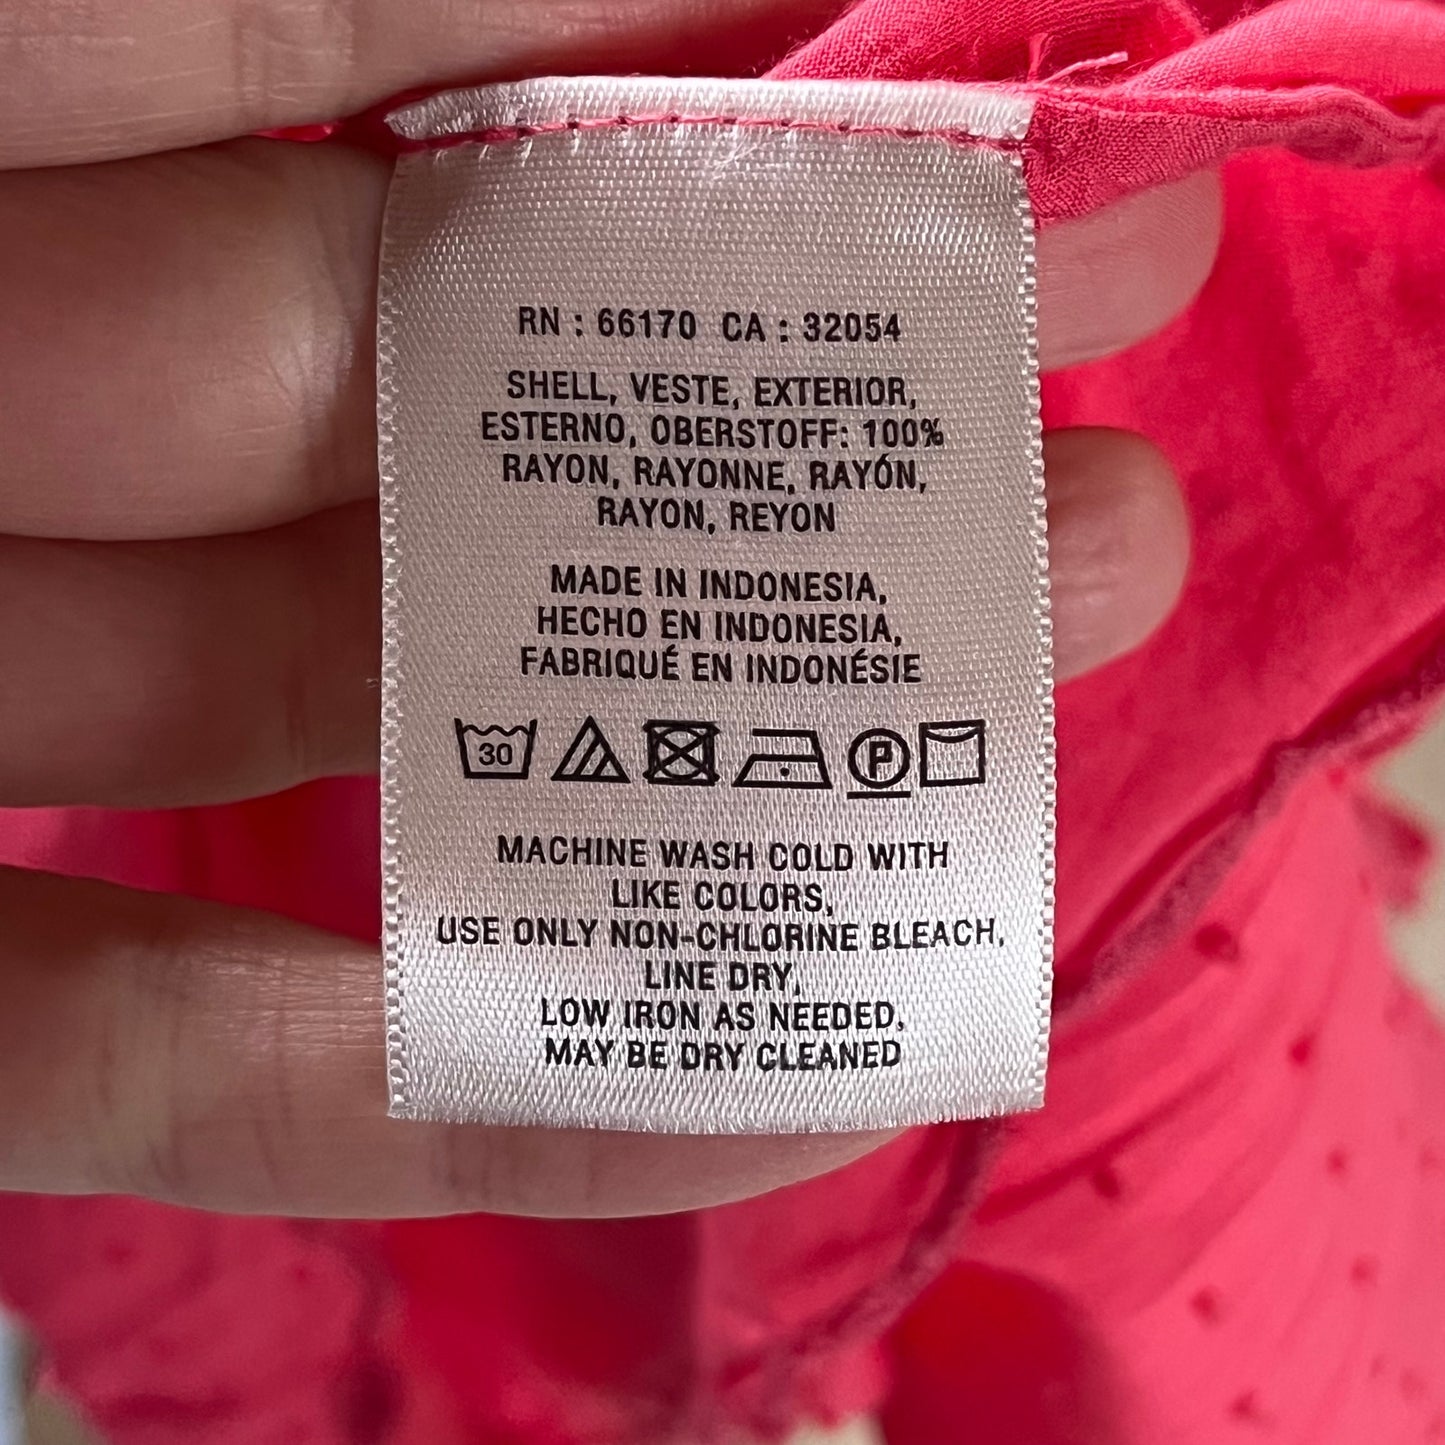 RN : 66170 CA : 32054
SHELL, VESTE, EXTERIOR,
ESTERNO, OBERSTOFF: 100%
RAYON, RAYONNE, RAYÓN,
RAYON, REYON
MADE IN INDONESIA,
HECHO EN INDONESIA,
FABRIQUÉ EN INDONÉSIE
30 P
MACHINE WASH COLD WITH
LIKE COLORS,
USE ONLY NON-CHLORINE BLEACH,
LINE DRY,
LOW IRON AS NEEDED,
MAY BE DRY CLEANED